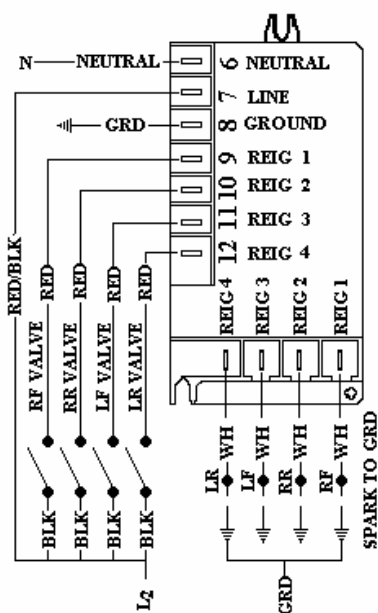 N NEUTRAL 6 NEUTRAL
7 LINE
GRD 8 GROUND
9 REIG 1
10 REIG 2
11 REIG 3
12 REIG 4
RED/BLK RED RED RED RED
RF VALVE RR VALVE LF VALVE LR VALVE
REIG 4 REIG 3 REIG 2 REIG 1
WH WH WH WH
LR LF RR RF
SPARK TO GRD
BLK BLK BLK BLK
L2
GRD